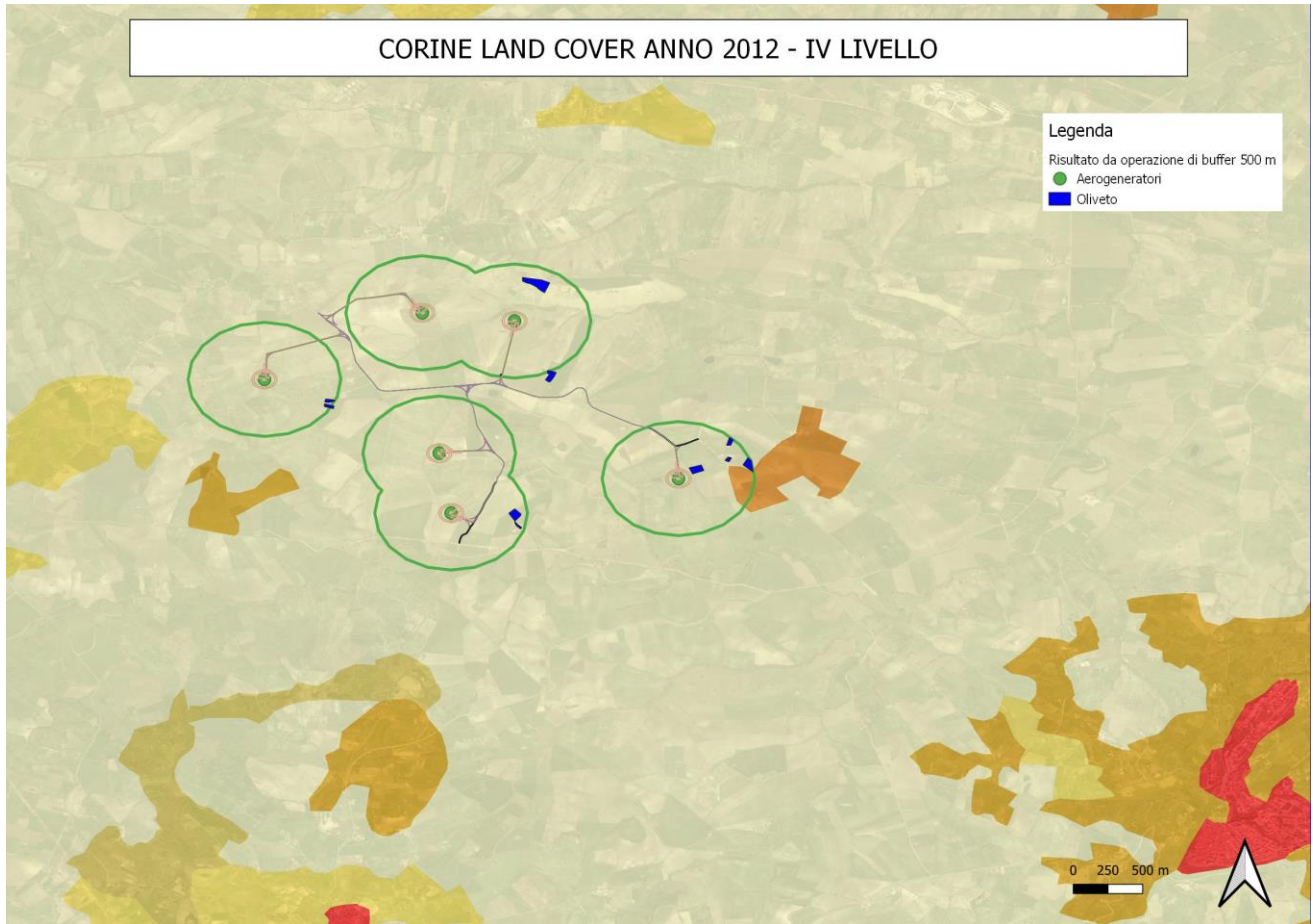 CORINE LAND COVER ANNO 2012 - IV LIVELLO
Legenda
Risultato da operazione di buffer 500 m
Aerogeneratori
Oliveto
0 250 500 m